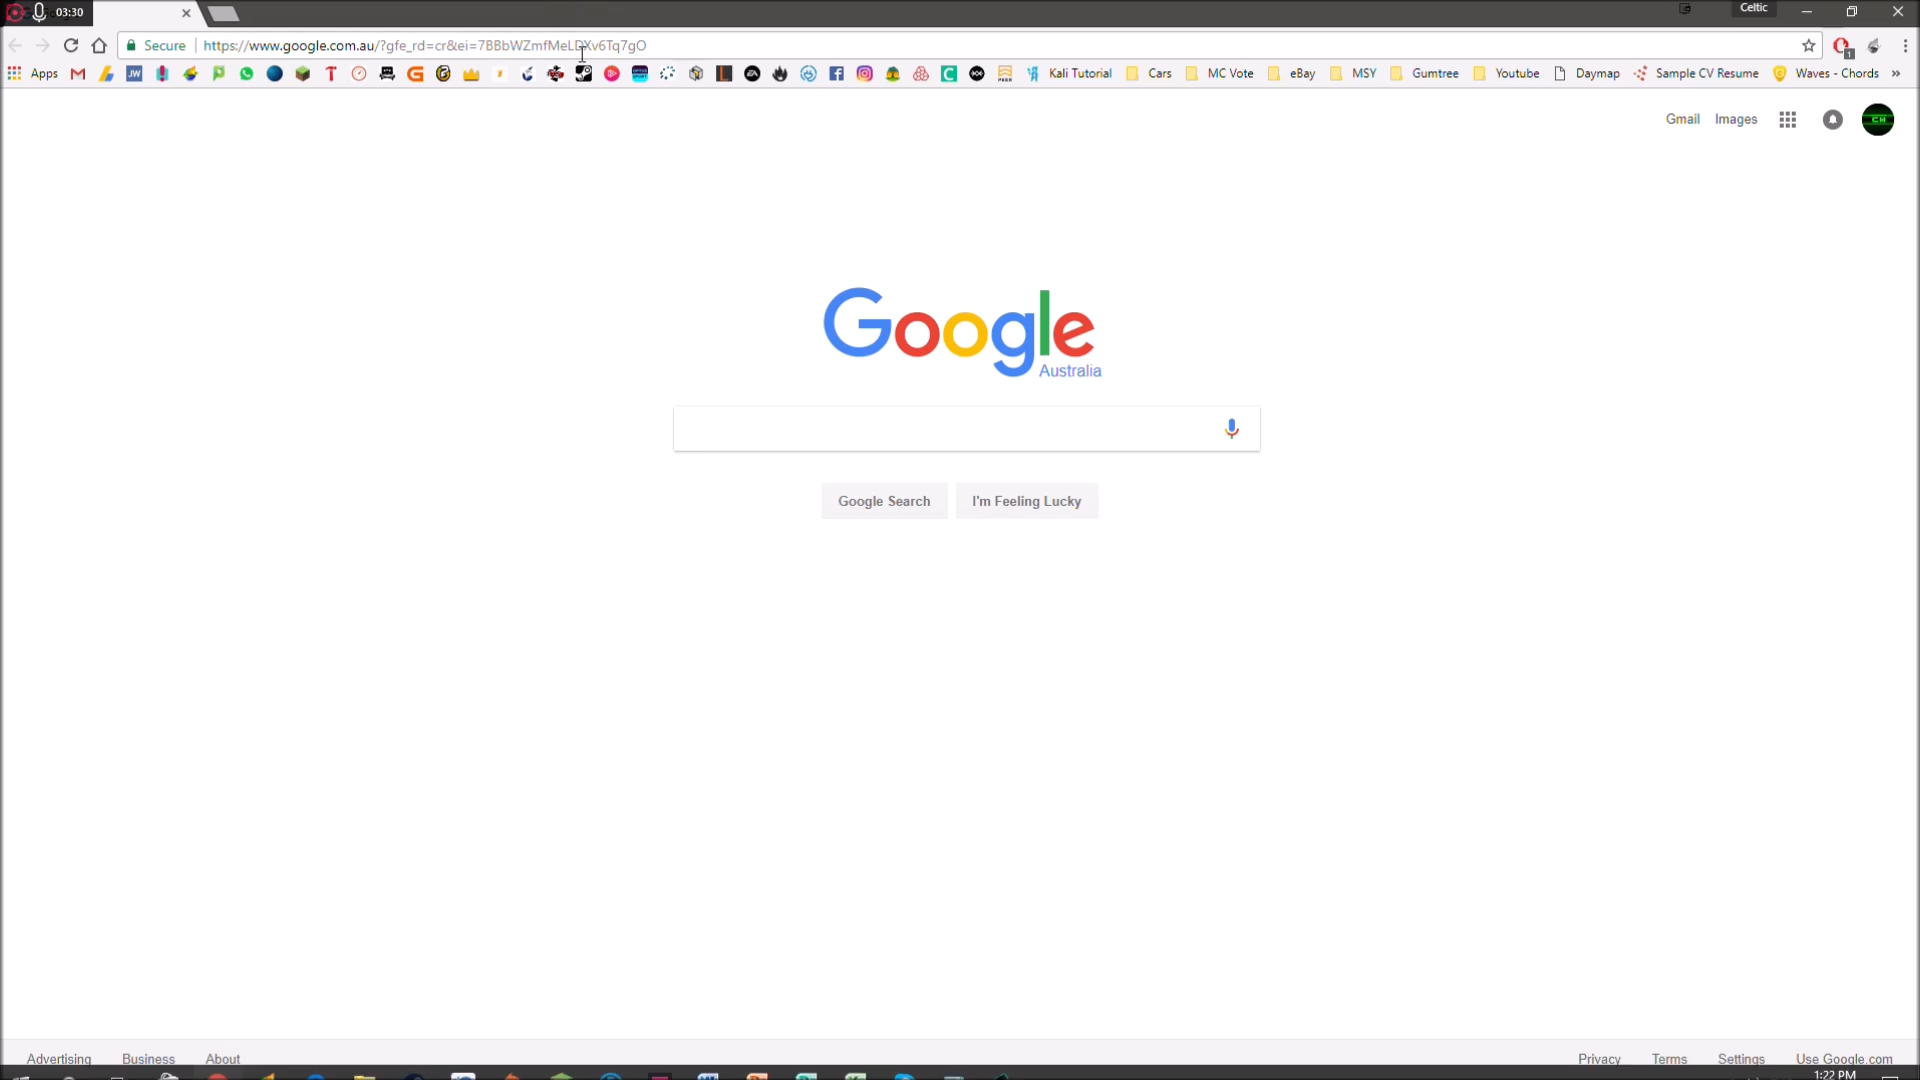 03:30
Celtic
Secure https://www.google.com.au/?gfe_rd=cr&ei=7BBbWZmfMeLDXv6Tq7gO
Apps JW Kali Tutorial Cars MC Vote eBay MSY Gumtree Youtube Daymap Sample CV Resume Waves - Chords »
Gmail Images
Google
Australia
Google Search I'm Feeling Lucky
Advertising Business About Privacy Terms Settings Use Google.com
1:22 PM